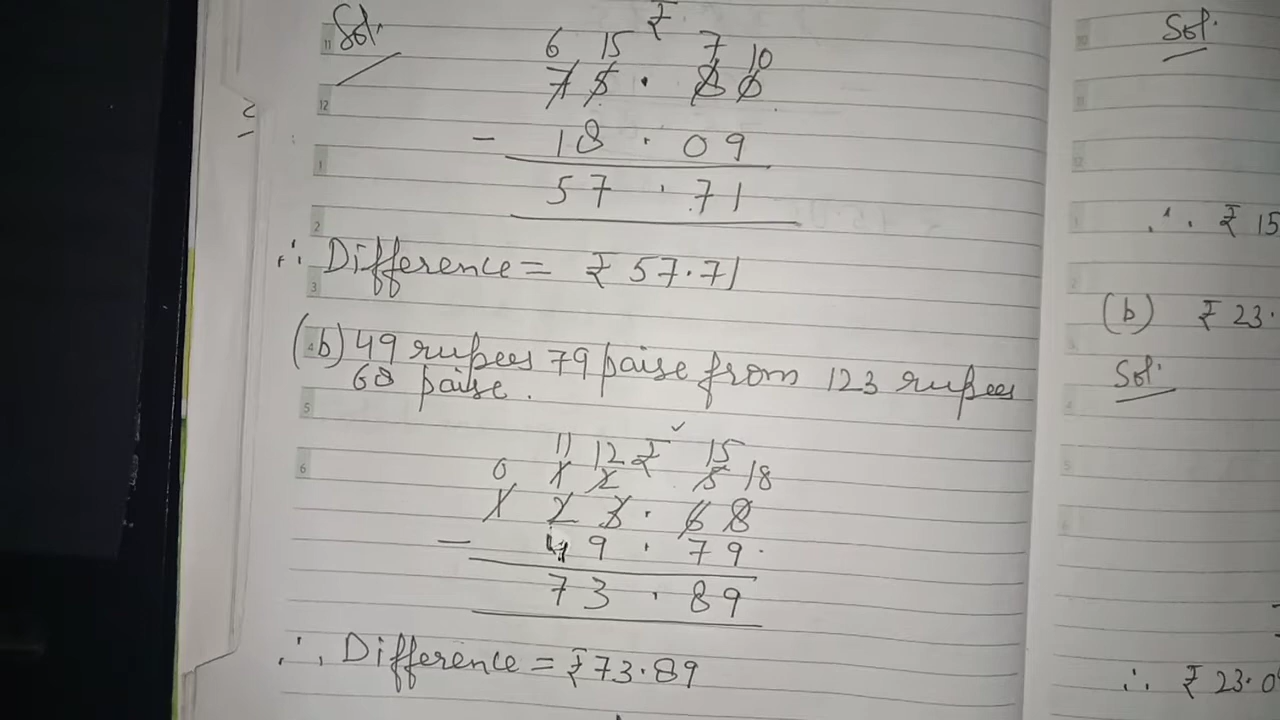 Sol.
₹
6 15 7 10
7 5 . 8 0
- 18 . 09
57 . 71
∴ Difference = ₹ 57.71
(b) 49 rupees 79 paise from 123 rupees
68 paise.
11 12 ₹ 15
0 1 2 5 18
1 2 3 . 6 8
- 49 . 79
73 . 89
∴ Difference = ₹73.89
Sol.
∴ ₹ 15
(b) ₹ 23.
Sol.
∴ ₹ 23.0